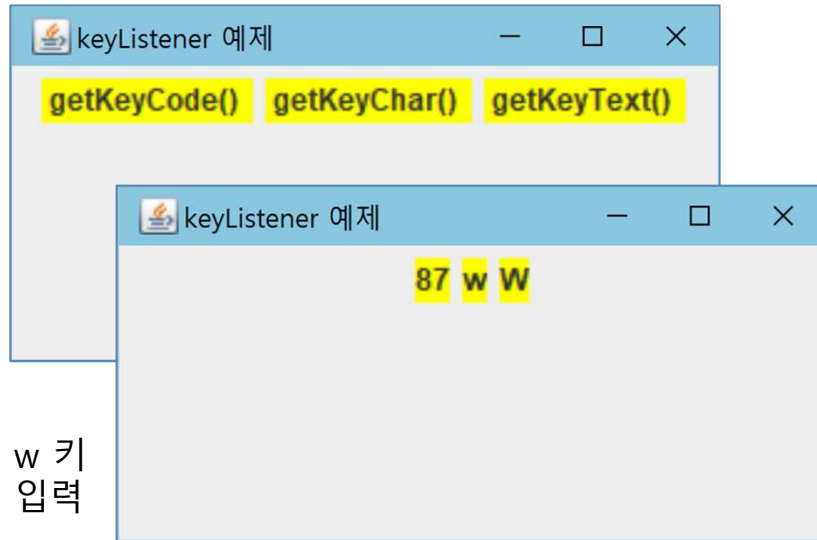 keyListener 예제
getKeyCode() getKeyChar() getKeyText()
keyListener 예제
87 w W
w 키
입력